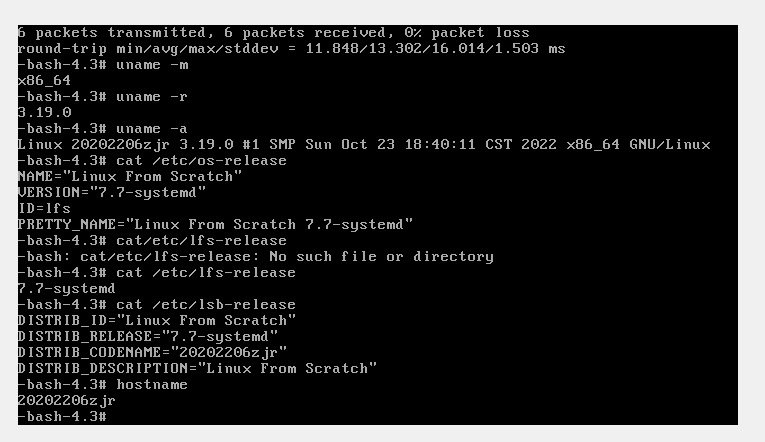 6 packets transmitted, 6 packets received, 0% packet loss
round-trip min/avg/max/stddev = 11.848/13.302/16.014/1.503 ms
-bash-4.3# uname -m
x86_64
-bash-4.3# uname -r
3.19.0
-bash-4.3# uname -a
Linux 20202206zjr 3.19.0 #1 SMP Sun Oct 23 18:40:11 CST 2022 x86_64 GNU/Linux
-bash-4.3# cat /etc/os-release
NAME="Linux From Scratch"
VERSION="7.7-systemd"
ID=lfs
PRETTY_NAME="Linux From Scratch 7.7-systemd"
-bash-4.3# cat/etc/lfs-release
-bash: cat/etc/lfs-release: No such file or directory
-bash-4.3# cat /etc/lfs-release
7.7-systemd
-bash-4.3# cat /etc/lsb-release
DISTRIB_ID="Linux From Scratch"
DISTRIB_RELEASE="7.7-systemd"
DISTRIB_CODENAME="20202206zjr"
DISTRIB_DESCRIPTION="Linux From Scratch"
-bash-4.3# hostname
20202206zjr
-bash-4.3#